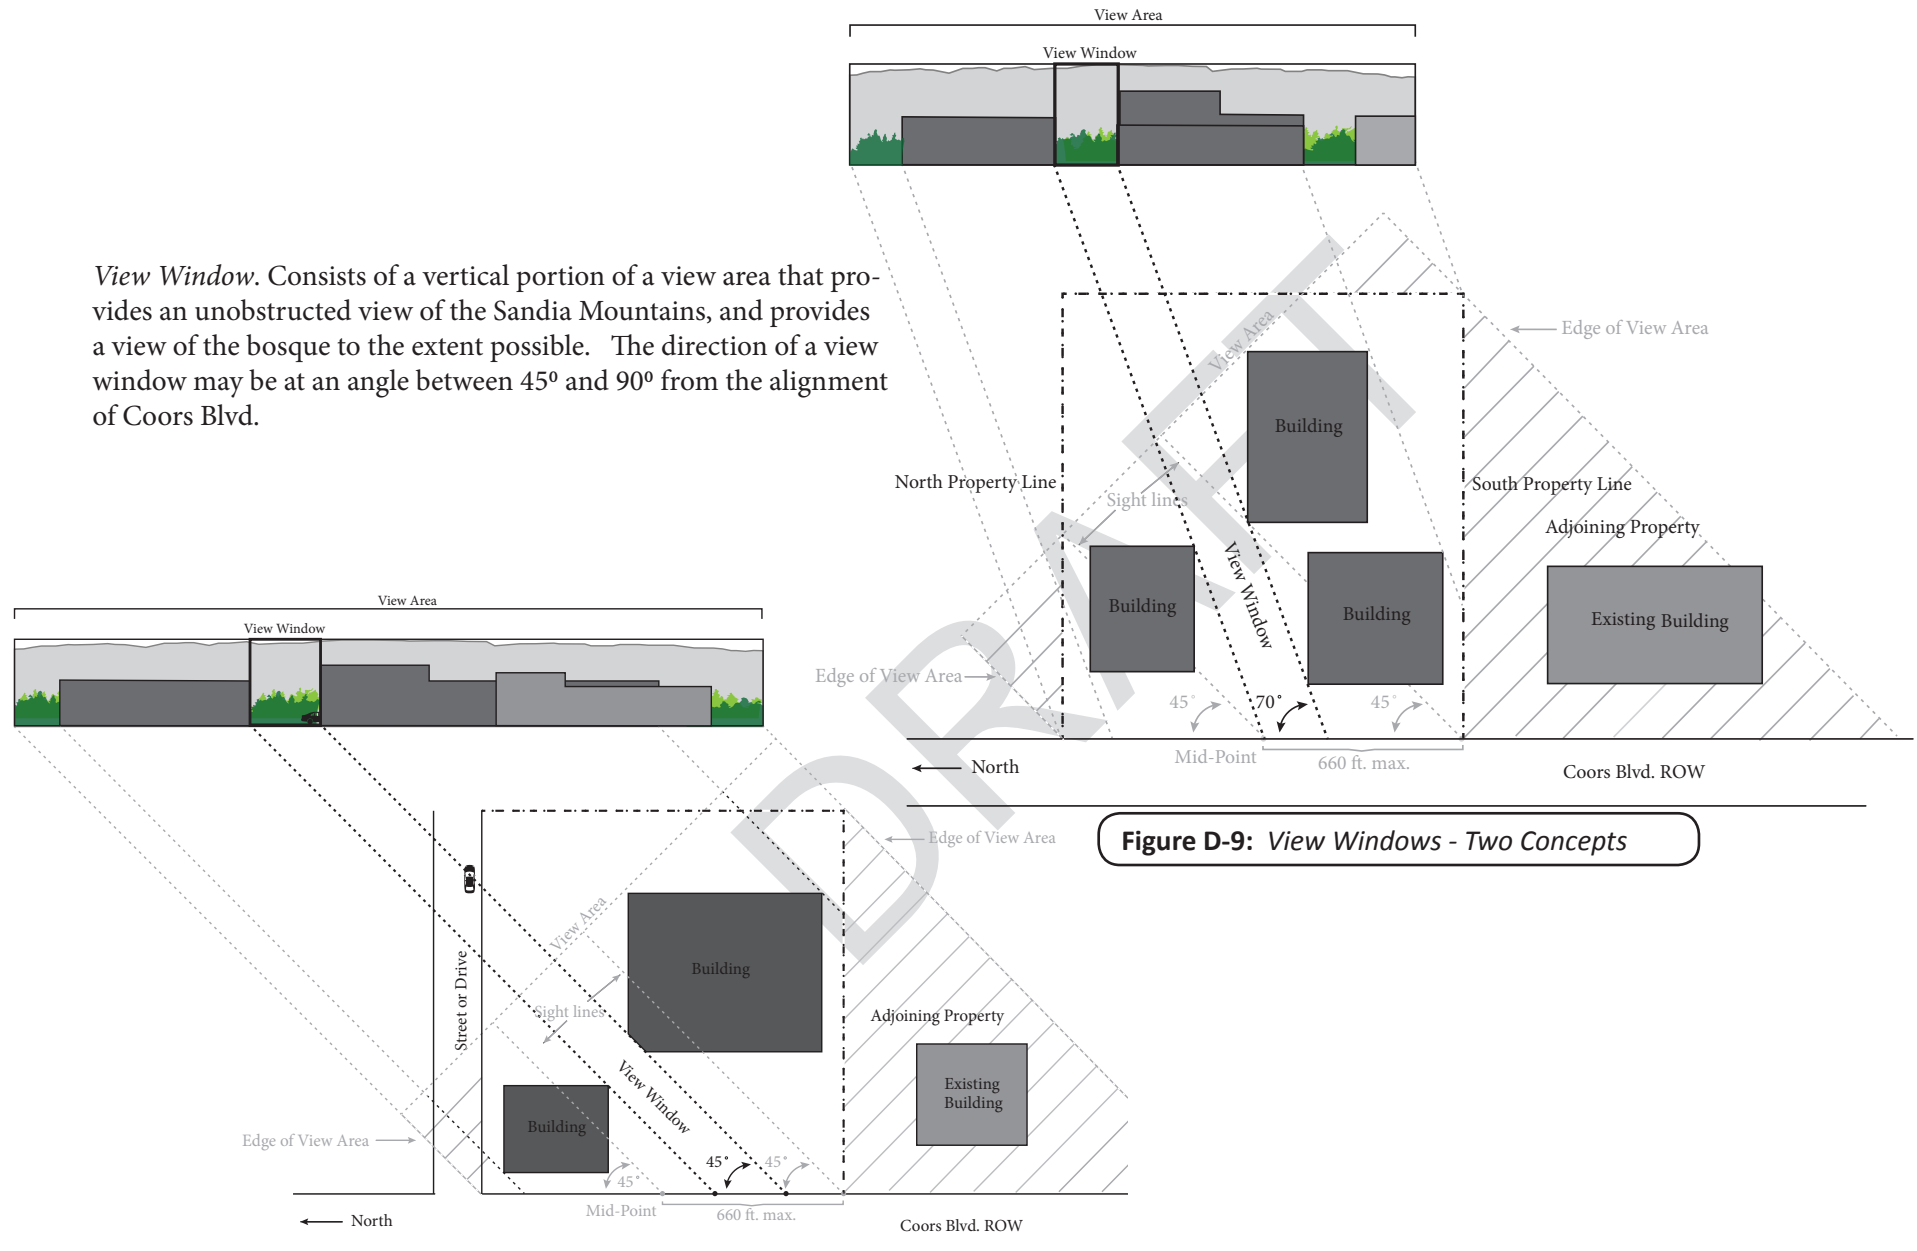 View Area
View Window
View Window. Consists of a vertical portion of a view area that pro-
vides an unobstructed view of the Sandia Mountains, and provides
a view of the bosque to the extent possible.   The direction of a view
window may be at an angle between 45º and 90º from the alignment
of Coors Blvd.
View Area
Edge of View Area
Building
North Property Line
Sight lines
South Property Line
Adjoining Property
View Window
Building
Building
Existing Building
Edge of View Area
45°
70°
45°
Mid-Point
660 ft. max.
North
Coors Blvd. ROW
DRAFT
Figure D-9: View Windows - Two Concepts
View Area
View Window
Edge of View Area
View Area
Building
Street or Drive
Sight lines
Adjoining Property
View Window
Existing
Building
Building
Edge of View Area
45°
45°
45°
Mid-Point
660 ft. max.
North
Coors Blvd. ROW